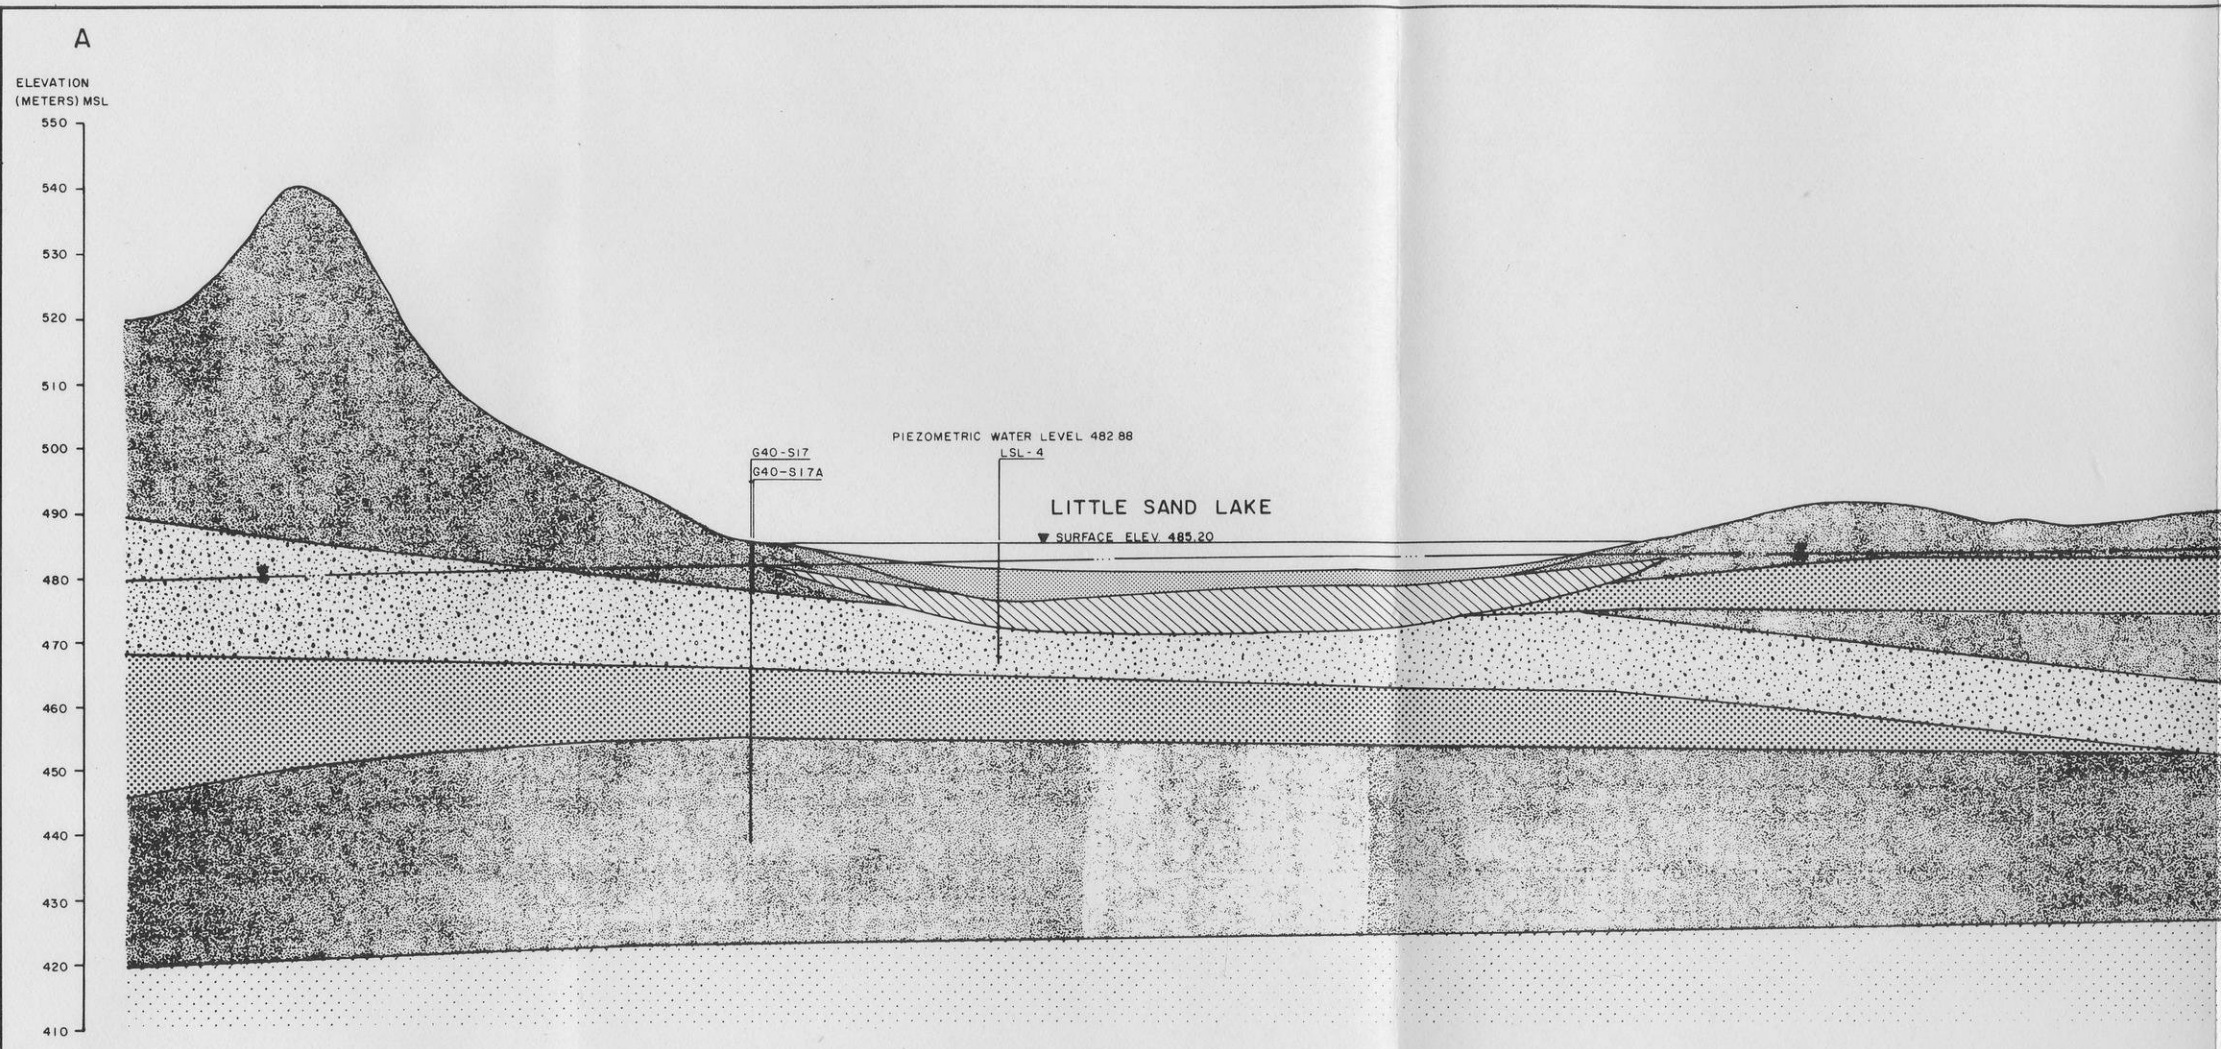 A
ELEVATION
(METERS) MSL
550
540
530
520
510
500
490
480
470
460
450
440
430
420
410
PIEZOMETRIC WATER LEVEL 482.88
G40-S17
LSL-4
G40-S17A
LITTLE SAND LAKE
SURFACE ELEV. 485.20